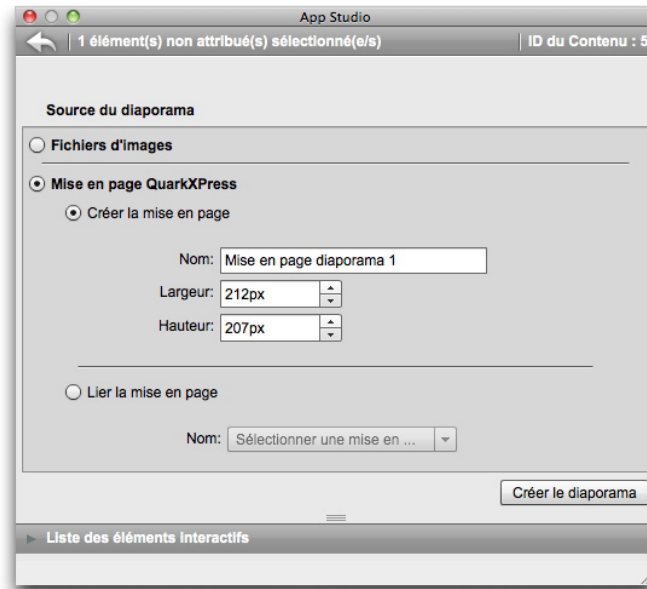 App Studio
1 élément(s) non attribué(s) sélectionné(e/s)
ID du Contenu : 5
Source du diaporama
Fichiers d'images
Mise en page QuarkXPress
Créer la mise en page
Nom: Mise en page diaporama 1
Largeur: 212px
Hauteur: 207px
Lier la mise en page
Nom: Sélectionner une mise en ...
Créer le diaporama
Liste des éléments interactifs